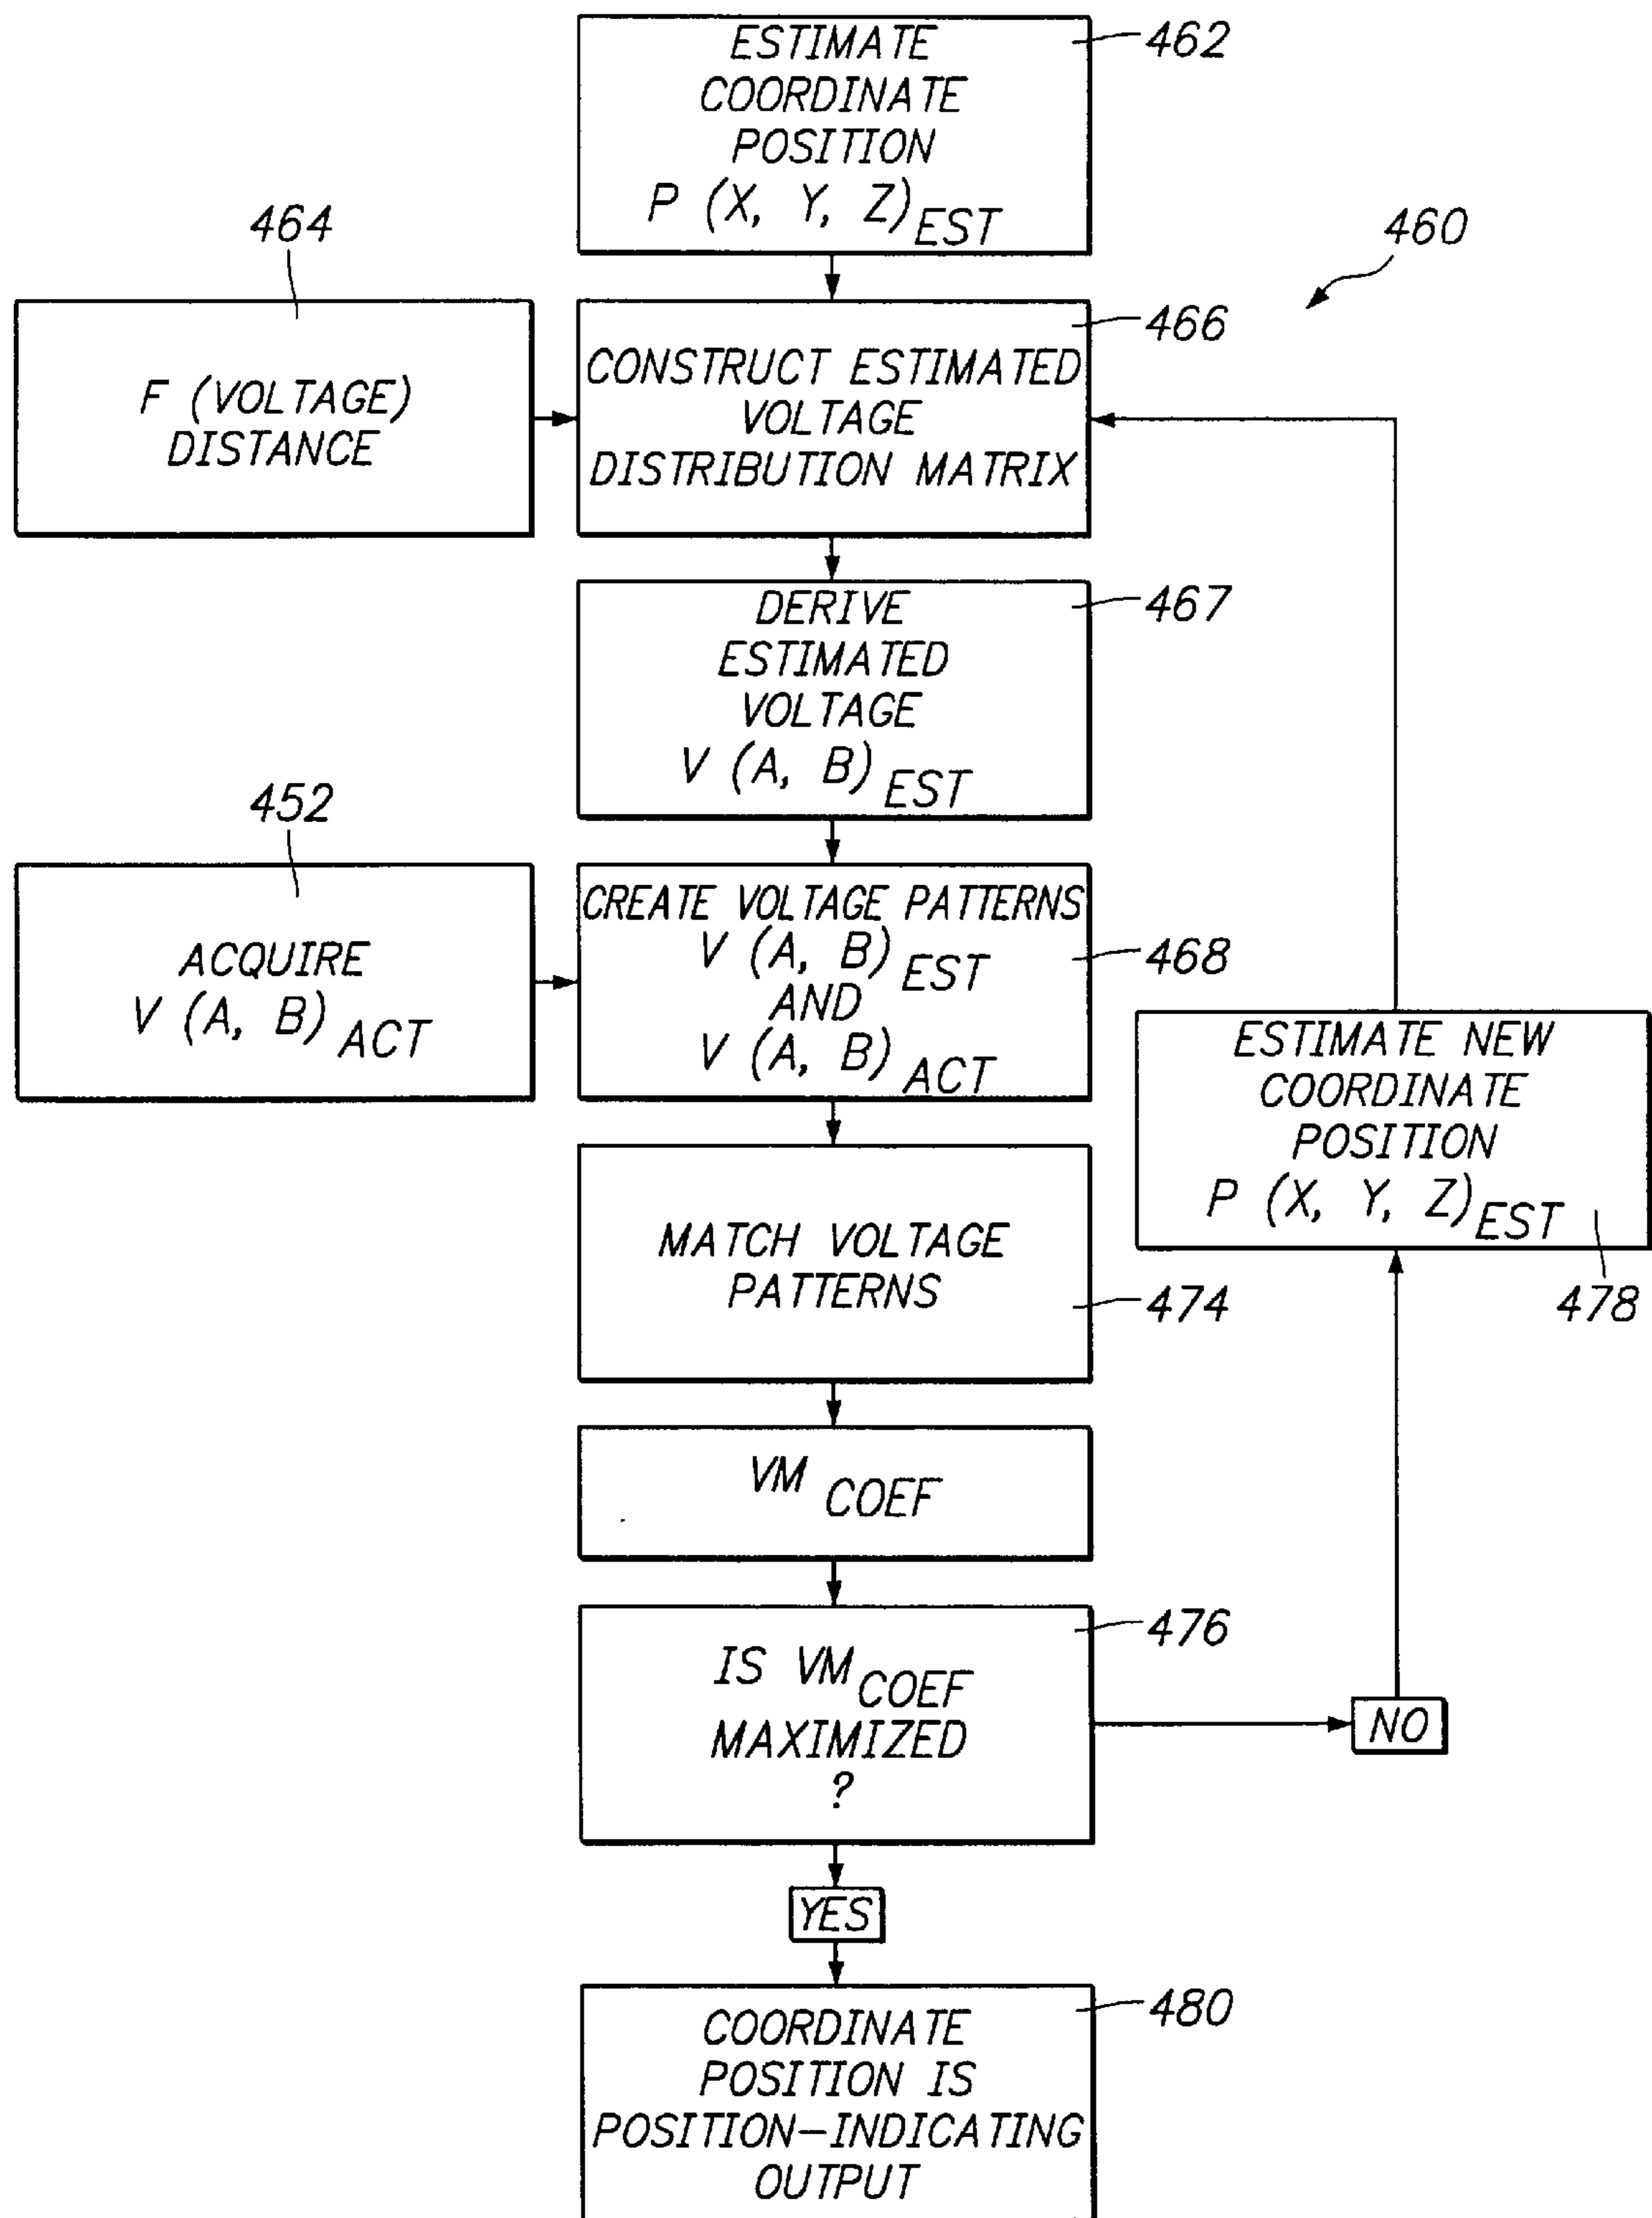 ESTIMATE
COORDINATE
POSITION
P (X, Y, Z) EST
462
464
460
F (VOLTAGE)
DISTANCE
CONSTRUCT ESTIMATED
VOLTAGE
DISTRIBUTION MATRIX
466
DERIVE
ESTIMATED
VOLTAGE
V (A, B) EST
467
452
ACQUIRE
V (A, B) ACT
CREATE VOLTAGE PATTERNS
V (A, B) EST
AND
V (A, B) ACT
468
ESTIMATE NEW
COORDINATE
POSITION
P (X, Y, Z) EST
478
MATCH VOLTAGE
PATTERNS
474
VM COEF
IS VM COEF
MAXIMIZED
?
476
NO
YES
COORDINATE
POSITION IS
POSITION-INDICATING
OUTPUT
480